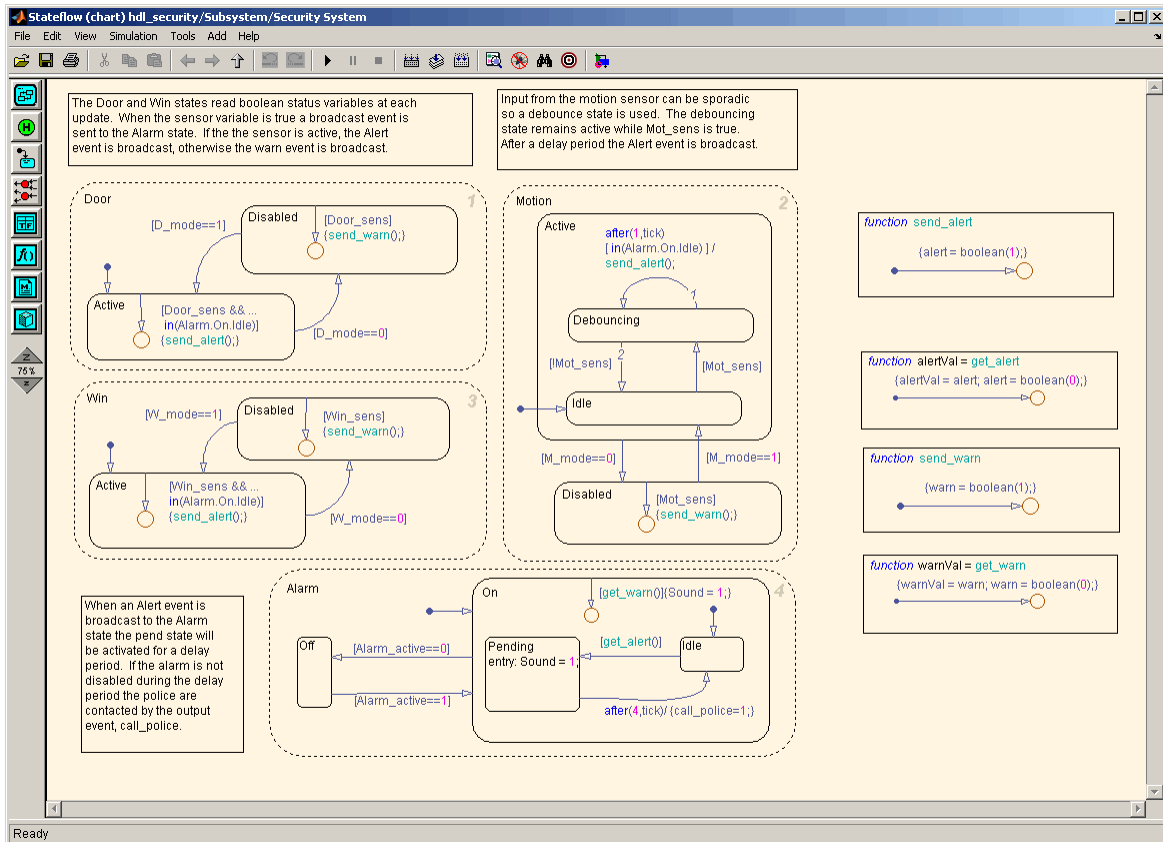 Stateflow (chart) hdl_security/Subsystem/Security System
File Edit View Simulation Tools Add Help
The Door and Win states read boolean status variables at each
update. When the sensor variable is true a broadcast event is
sent to the Alarm state. If the the sensor is active, the Alert
event is broadcast, otherwise the warn event is broadcast.
Input from the motion sensor can be sporadic
so a debounce state is used. The debouncing
state remains active while Mot_sens is true.
After a delay period the Alert event is broadcast.
Door
1
Disabled
[Door_sens]
{send_warn();}
[D_mode==1]
Active
[Door_sens && ...
in(Alarm.On.Idle)]
{send_alert();}
[D_mode==0]
Motion
2
Active
after(1,tick)
[ in(Alarm.On.Idle) ] /
send_alert();
1
Debouncing
2
[!Mot_sens]
[Mot_sens]
Idle
[M_mode==0]
[M_mode==1]
Disabled
[Mot_sens]
{send_warn();}
function send_alert
{alert = boolean(1);}
function alertVal = get_alert
{alertVal = alert; alert = boolean(0);}
function send_warn
{warn = boolean(1);}
function warnVal = get_warn
{warnVal = warn; warn = boolean(0);}
75%
Win
3
Disabled
[Win_sens]
{send_warn();}
[W_mode==1]
Active
[Win_sens && ...
in(Alarm.On.Idle)]
{send_alert();}
[W_mode==0]
When an Alert event is
broadcast to the Alarm
state the pend state will
be activated for a delay
period. If the alarm is not
disabled during the delay
period the police are
contacted by the output
event, call_police.
Alarm
4
On
[get_warn()]{Sound = 1;}
Off
[Alarm_active==0]
[Alarm_active==1]
Pending
entry: Sound = 1;
[get_alert()]
Idle
after(4,tick)/ {call_police=1;}
Ready